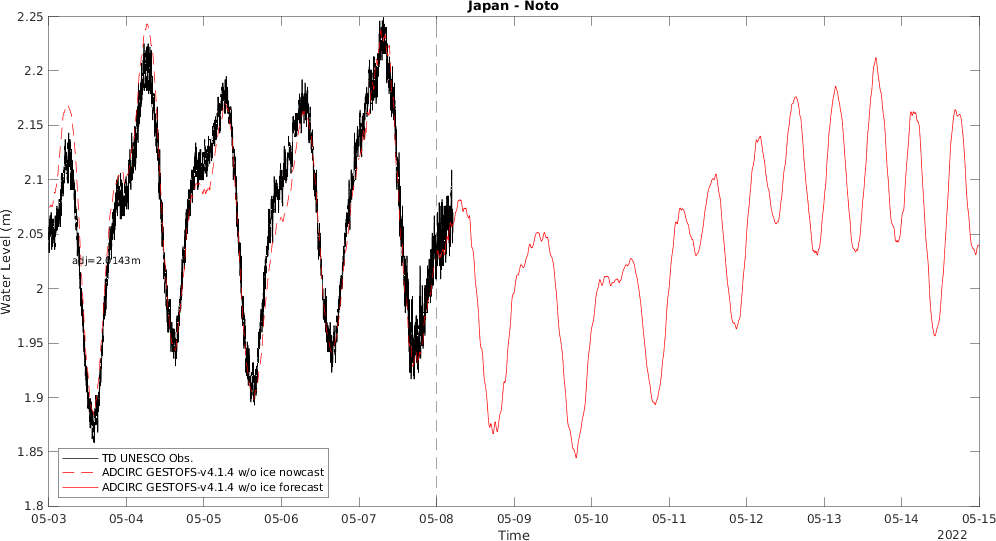 Japan - Noto
2.25
2.2
2.15
2.1
2.05
2
1.95
1.9
1.85
1.8
Water Level (m)
adj=2.0143m
TD UNESCO Obs.
ADCIRC GESTOFS-v4.1.4 w/o ice nowcast
ADCIRC GESTOFS-v4.1.4 w/o ice forecast
05-03 05-04 05-05 05-06 05-07 05-08 05-09 05-10 05-11 05-12 05-13 05-14 05-15
Time
2022